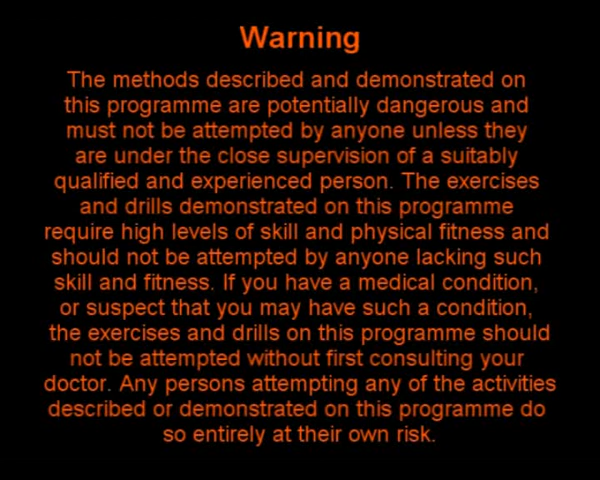 Warning
The methods described and demonstrated on
this programme are potentially dangerous and
must not be attempted by anyone unless they
are under the close supervision of a suitably
qualified and experienced person. The exercises
and drills demonstrated on this programme
require high levels of skill and physical fitness and
should not be attempted by anyone lacking such
skill and fitness. If you have a medical condition,
or suspect that you may have such a condition,
the exercises and drills on this programme should
not be attempted without first consulting your
doctor. Any persons attempting any of the activities
described or demonstrated on this programme do
so entirely at their own risk.